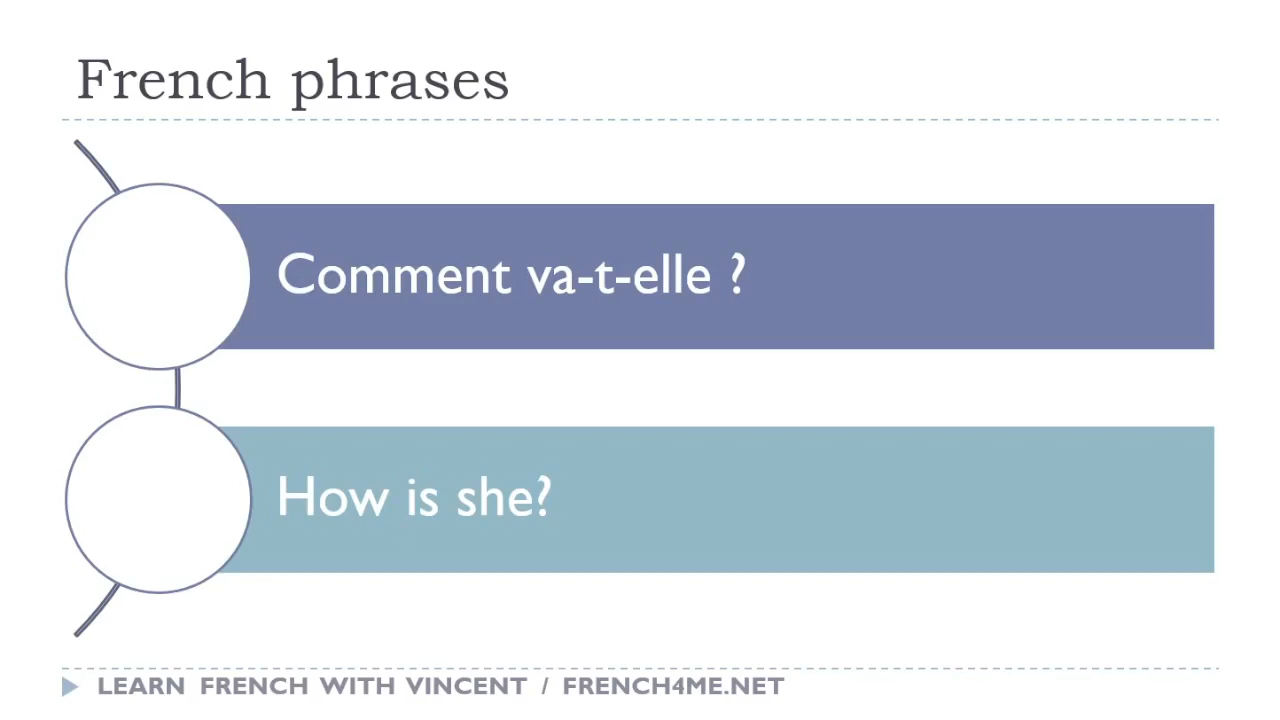 French phrases
Comment va-t-elle ?
How is she?
LEARN FRENCH WITH VINCENT / FRENCH4ME.NET